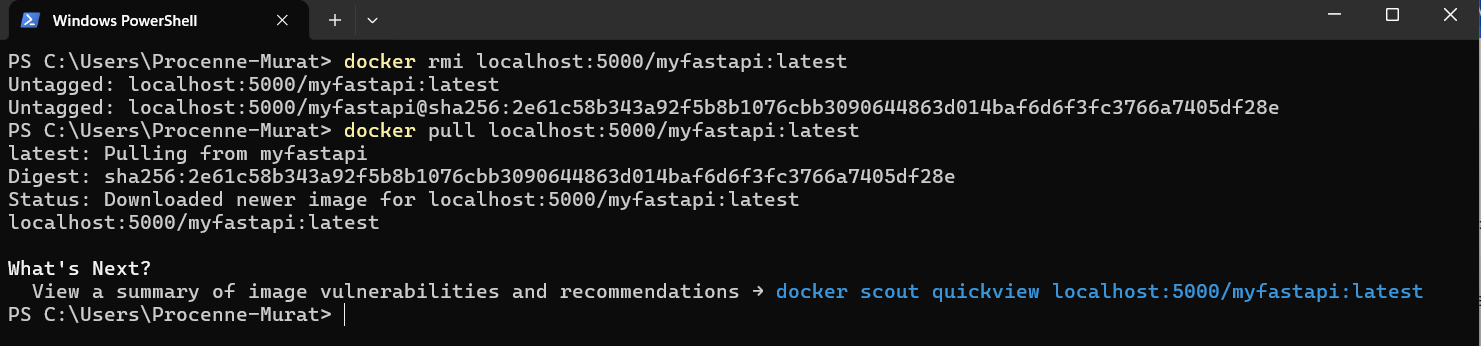 Windows PowerShell
PS C:\Users\Procenne-Murat> docker rmi localhost:5000/myfastapi:latest
Untagged: localhost:5000/myfastapi:latest
Untagged: localhost:5000/myfastapi@sha256:2e61c58b343a92f5b8b1076cbb3090644863d014baf6d6f3fc3766a7405df28e
PS C:\Users\Procenne-Murat> docker pull localhost:5000/myfastapi:latest
latest: Pulling from myfastapi
Digest: sha256:2e61c58b343a92f5b8b1076cbb3090644863d014baf6d6f3fc3766a7405df28e
Status: Downloaded newer image for localhost:5000/myfastapi:latest
localhost:5000/myfastapi:latest
What's Next?
View a summary of image vulnerabilities and recommendations → docker scout quickview localhost:5000/myfastapi:latest
PS C:\Users\Procenne-Murat>